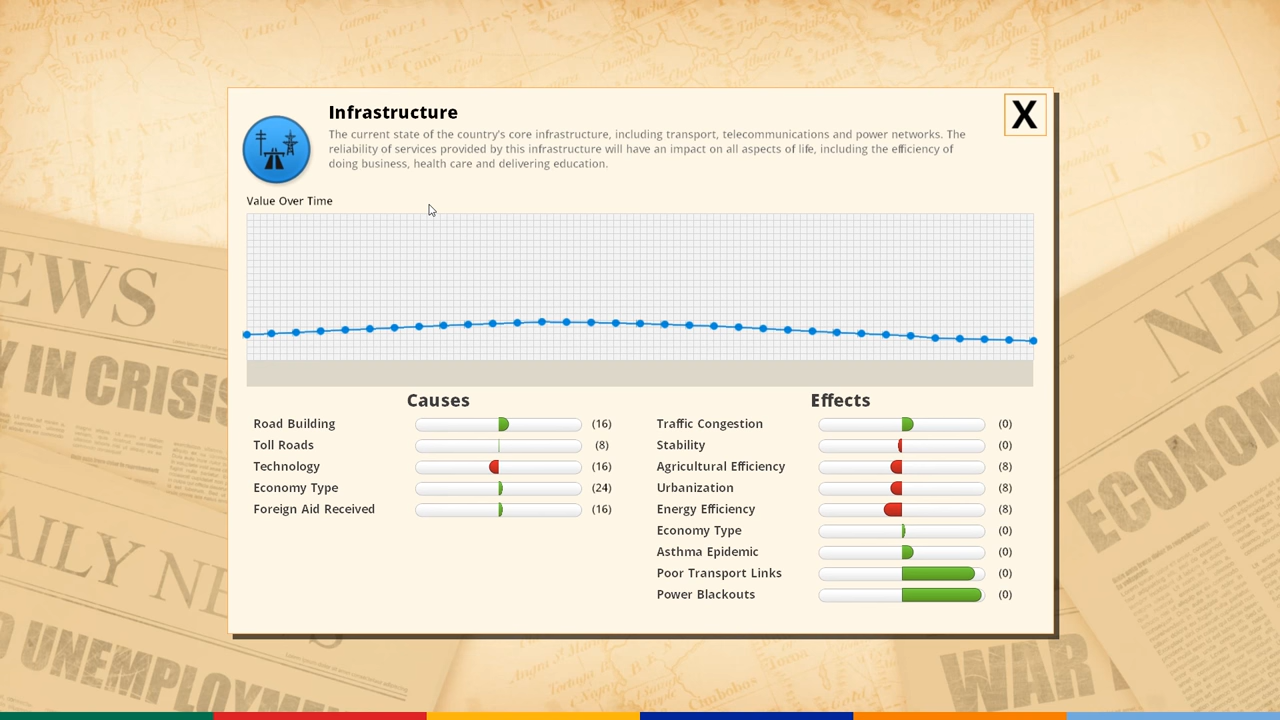 Infrastructure
X
The current state of the country's core infrastructure, including transport, telecommunications and power networks. The
reliability of services provided by this infrastructure will have an impact on all aspects of life, including the efficiency of
doing business, health care and delivering education.
Value Over Time
Causes
Road Building (16)
Toll Roads (8)
Technology (16)
Economy Type (24)
Foreign Aid Received (16)
Effects
Traffic Congestion (0)
Stability (0)
Agricultural Efficiency (8)
Urbanization (8)
Energy Efficiency (8)
Economy Type (0)
Asthma Epidemic (0)
Poor Transport Links (0)
Power Blackouts (0)
EWS
Y IN CRISIS
AILY NE
UNEMPLOYM
NE
ECONOM
WAR